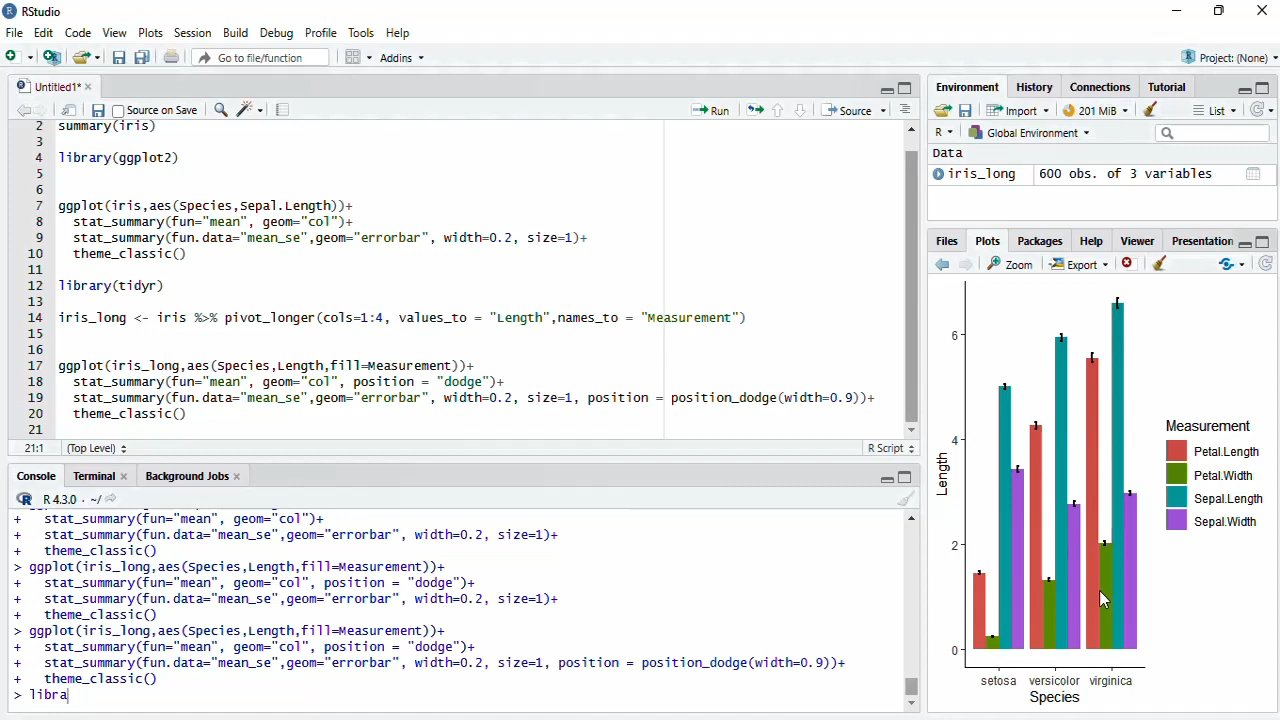 RStudio
File Edit Code View Plots Session Build Debug Profile Tools Help
Go to file/function Addins Project: (None)
Untitled1*
Source on Save Run Source
2 summary(iris)
3
4 library(ggplot2)
5
6
7 ggplot(iris,aes(Species,Sepal.Length))+
8 stat_summary(fun="mean", geom="col")+
9 stat_summary(fun.data="mean_se",geom="errorbar", width=0.2, size=1)+
10 theme_classic()
11
12 library(tidyr)
13
14 iris_long <- iris %>% pivot_longer(cols=1:4, values_to = "Length",names_to = "Measurement")
15
16
17 ggplot(iris_long,aes(Species,Length,fill=Measurement))+
18 stat_summary(fun="mean", geom="col", position = "dodge")+
19 stat_summary(fun.data="mean_se",geom="errorbar", width=0.2, size=1, position = position_dodge(width=0.9))+
20 theme_classic()
21
21:1 (Top Level) R Script
Console Terminal Background Jobs
R 4.3.0 · ~/
+ stat_summary(fun="mean", geom="col")+
+ stat_summary(fun.data="mean_se",geom="errorbar", width=0.2, size=1)+
+ theme_classic()
> ggplot(iris_long,aes(Species,Length,fill=Measurement))+
+ stat_summary(fun="mean", geom="col", position = "dodge")+
+ stat_summary(fun.data="mean_se",geom="errorbar", width=0.2, size=1)+
+ theme_classic()
> ggplot(iris_long,aes(Species,Length,fill=Measurement))+
+ stat_summary(fun="mean", geom="col", position = "dodge")+
+ stat_summary(fun.data="mean_se",geom="errorbar", width=0.2, size=1, position = position_dodge(width=0.9))+
+ theme_classic()
> libra
Environment History Connections Tutorial
Import 201 MiB List
R Global Environment
Data
iris_long 600 obs. of 3 variables
Files Plots Packages Help Viewer Presentation
Zoom Export
6
4
2
0
Length
setosa versicolor virginica
Species
Measurement
Petal.Length
Petal.Width
Sepal.Length
Sepal.Width